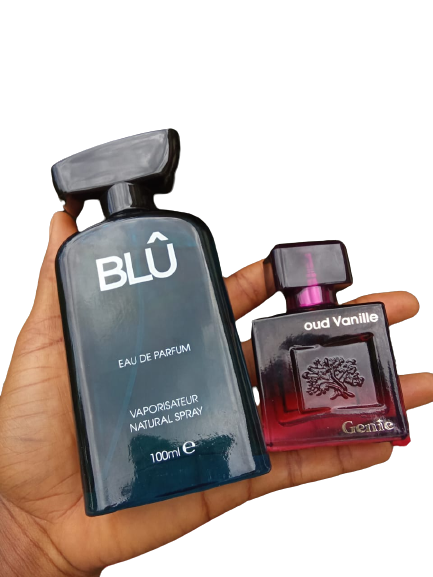 BLÛ
EAU DE PARFUM
VAPORISATEUR
NATURAL SPRAY
100ml ℮
oud Vanille
Genie